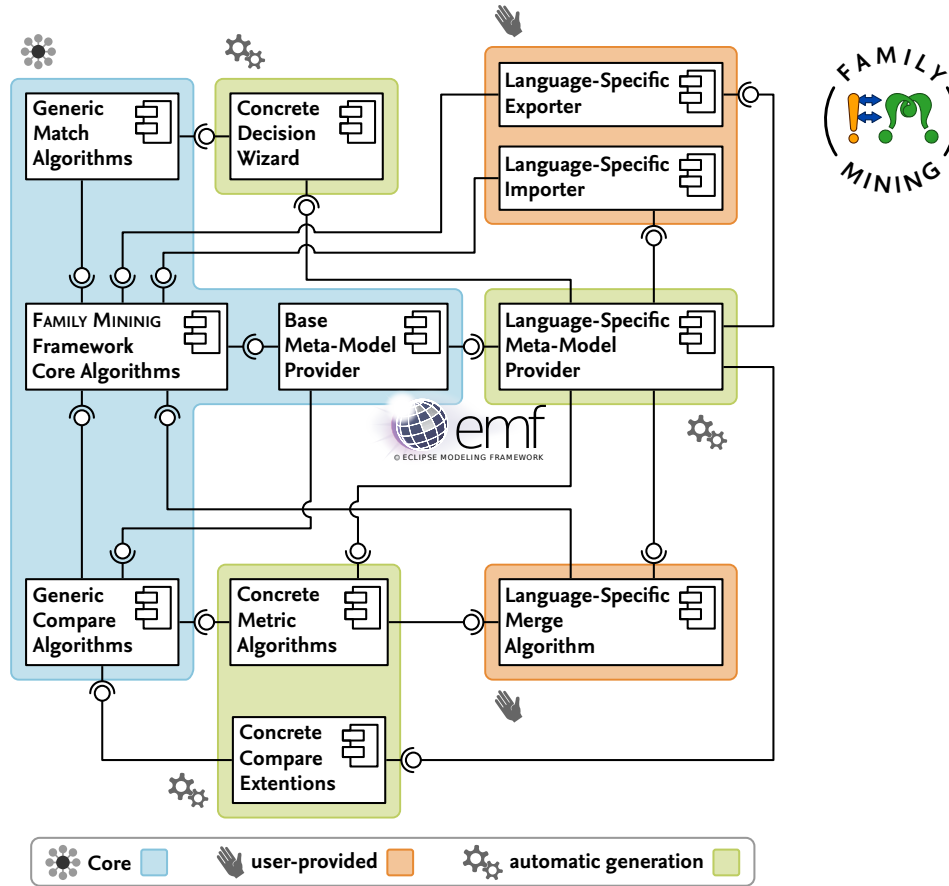 Generic
Match
Algorithms
Concrete
Decision
Wizard
Language-Specific
Exporter
Language-Specific
Importer
FAMILY
MINING
FAMILY MININIG
Framework
Core Algorithms
Base
Meta-Model
Provider
Language-Specific
Meta-Model
Provider
emf
© ECLIPSE MODELING FRAMEWORK
Generic
Compare
Algorithms
Concrete
Metric
Algorithms
Language-Specific
Merge
Algorithm
Concrete
Compare
Extentions
Core
user-provided
automatic generation